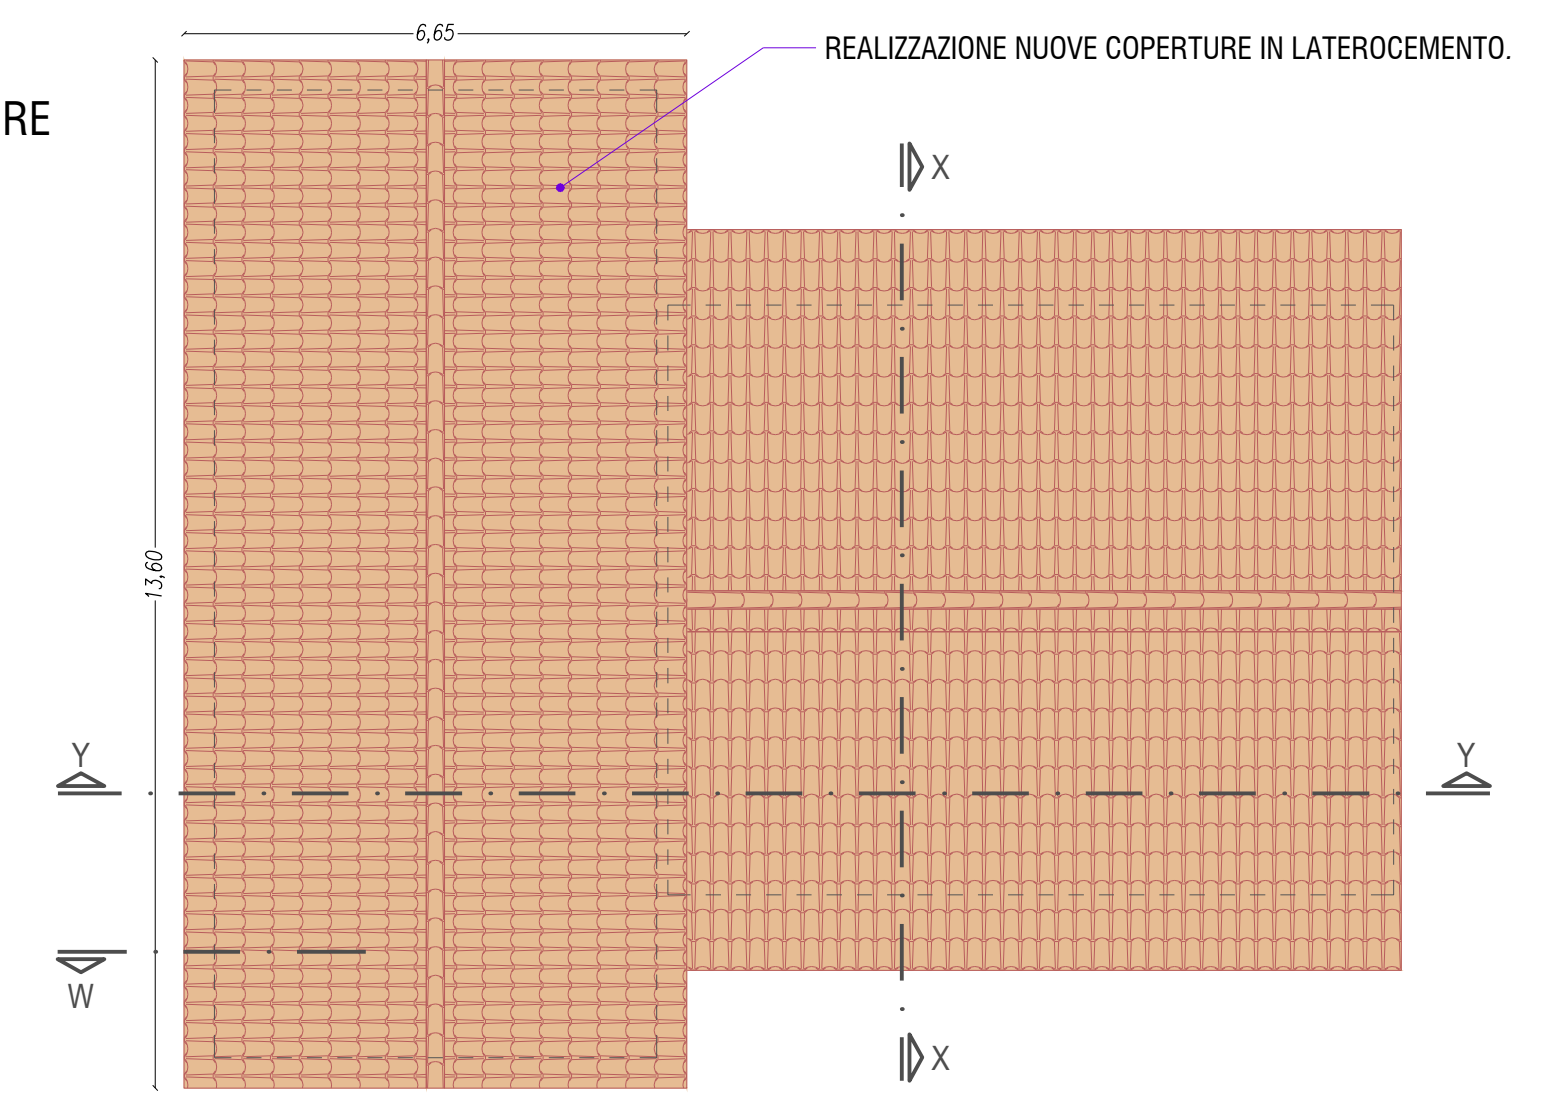 6,65
REALIZZAZIONE NUOVE COPERTURE IN LATEROCEMENTO.
RE
X
13,60
Y
Y
W
X